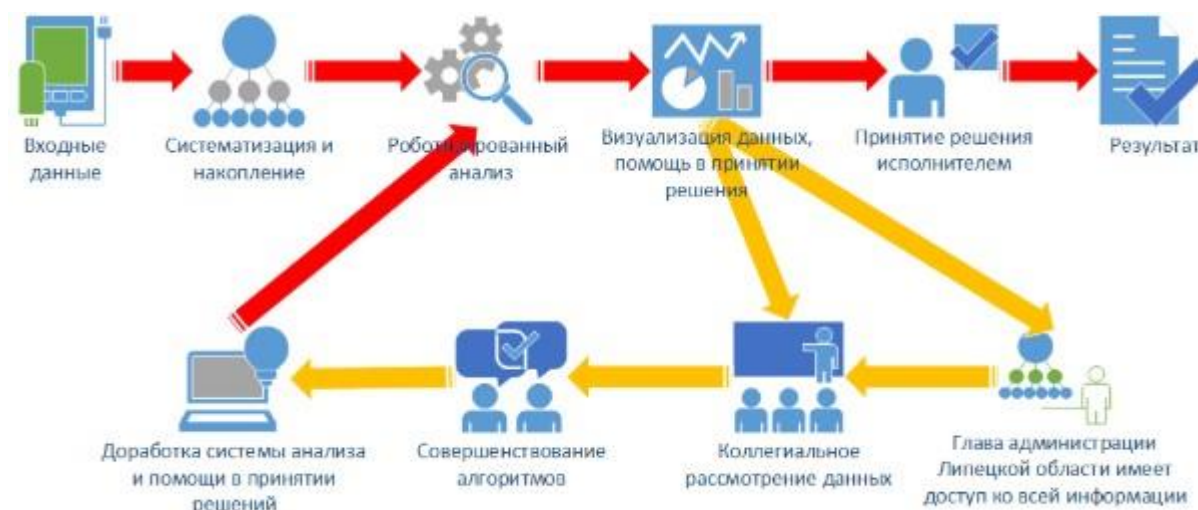 Входные
данные
Систематизация и
накопление
Роботизированный
анализ
Визуализация данных,
помощь в принятии
решения
Принятие решения
исполнителем
Результат
Доработка системы анализа
и помощи в принятии
решений
Совершенствование
алгоритмов
Коллегиальное
рассмотрение данных
Глава администрации
Липецкой области имеет
доступ ко всей информации